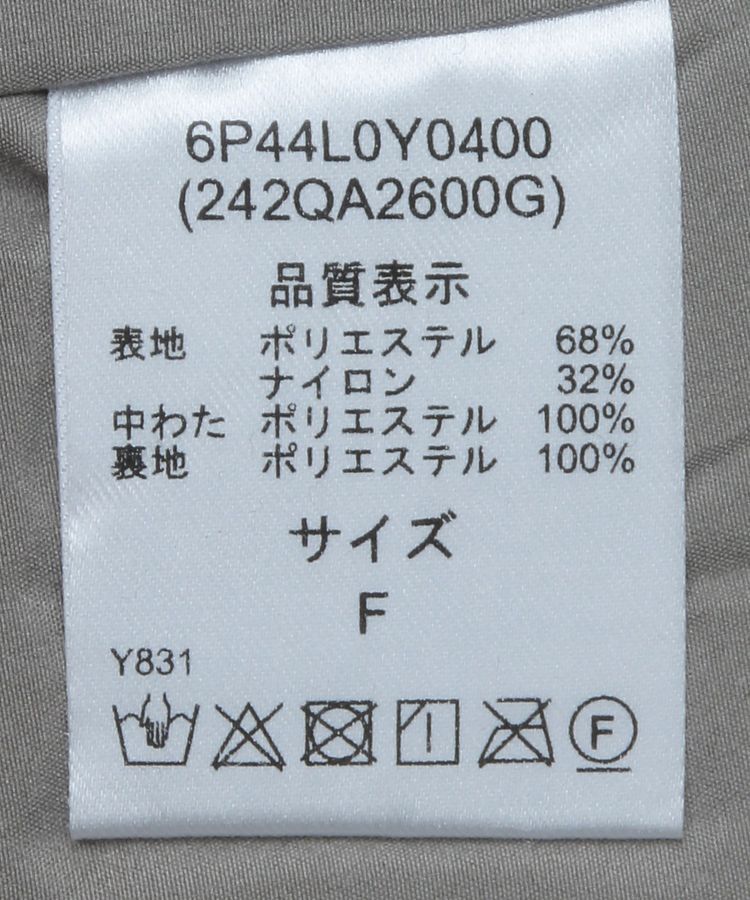 6P44L0Y0400
(242QA2600G)
品質表示
表地 ポリエステル 68%
ナイロン 32%
中わた ポリエステル 100%
裏地 ポリエステル 100%
サイズ
F
Y831
F